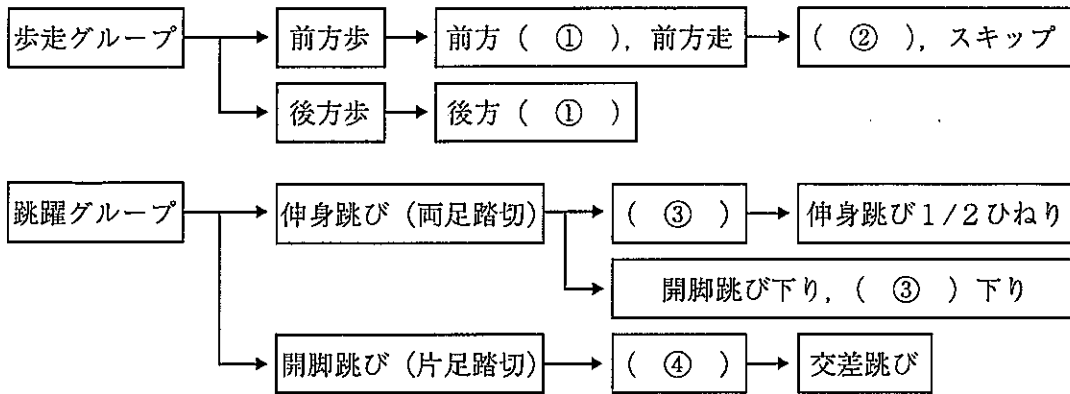 歩走グループ 前方歩 前方（ ① ），前方走 （ ② ），スキップ
後方歩 後方（ ① ）
跳躍グループ 伸身跳び（両足踏切） （ ③ ） 伸身跳び1/2ひねり
開脚跳び下り，（ ③ ）下り
開脚跳び（片足踏切） （ ④ ） 交差跳び